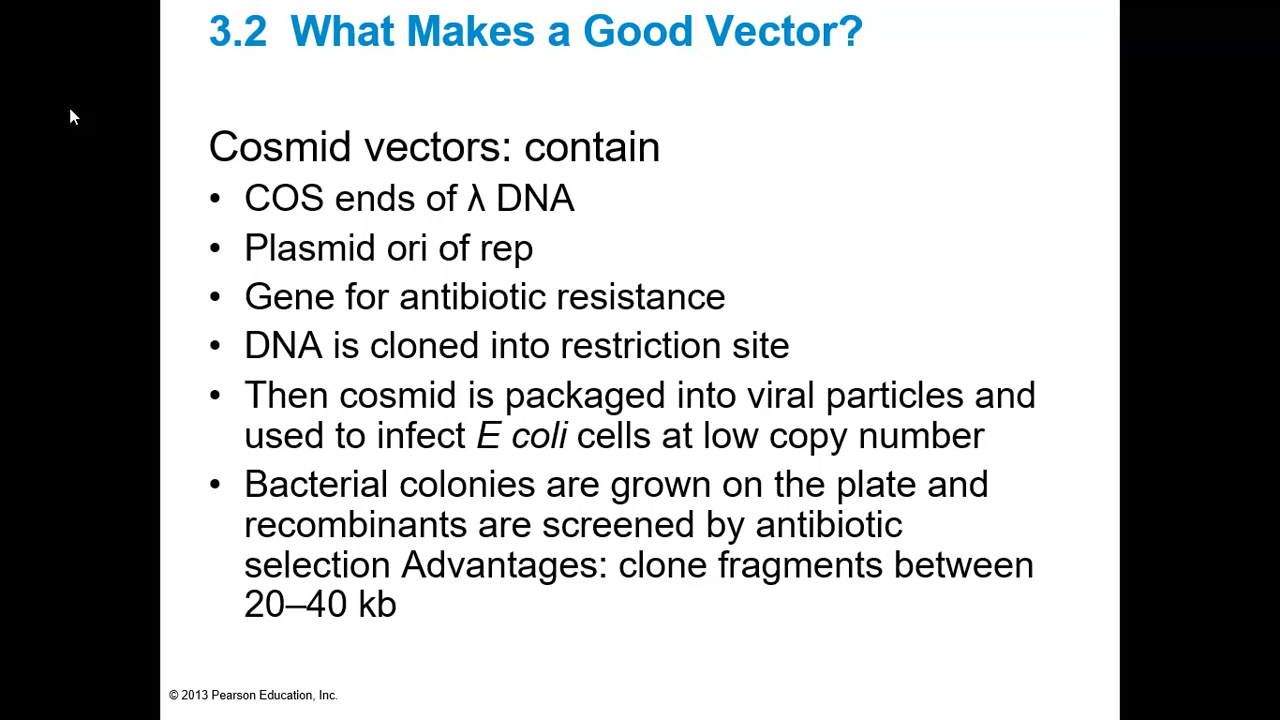 3.2 What Makes a Good Vector?
Cosmid vectors: contain
• COS ends of λ DNA
• Plasmid ori of rep
• Gene for antibiotic resistance
• DNA is cloned into restriction site
• Then cosmid is packaged into viral particles and
used to infect E coli cells at low copy number
• Bacterial colonies are grown on the plate and
recombinants are screened by antibiotic
selection Advantages: clone fragments between
20–40 kb
© 2013 Pearson Education, Inc.